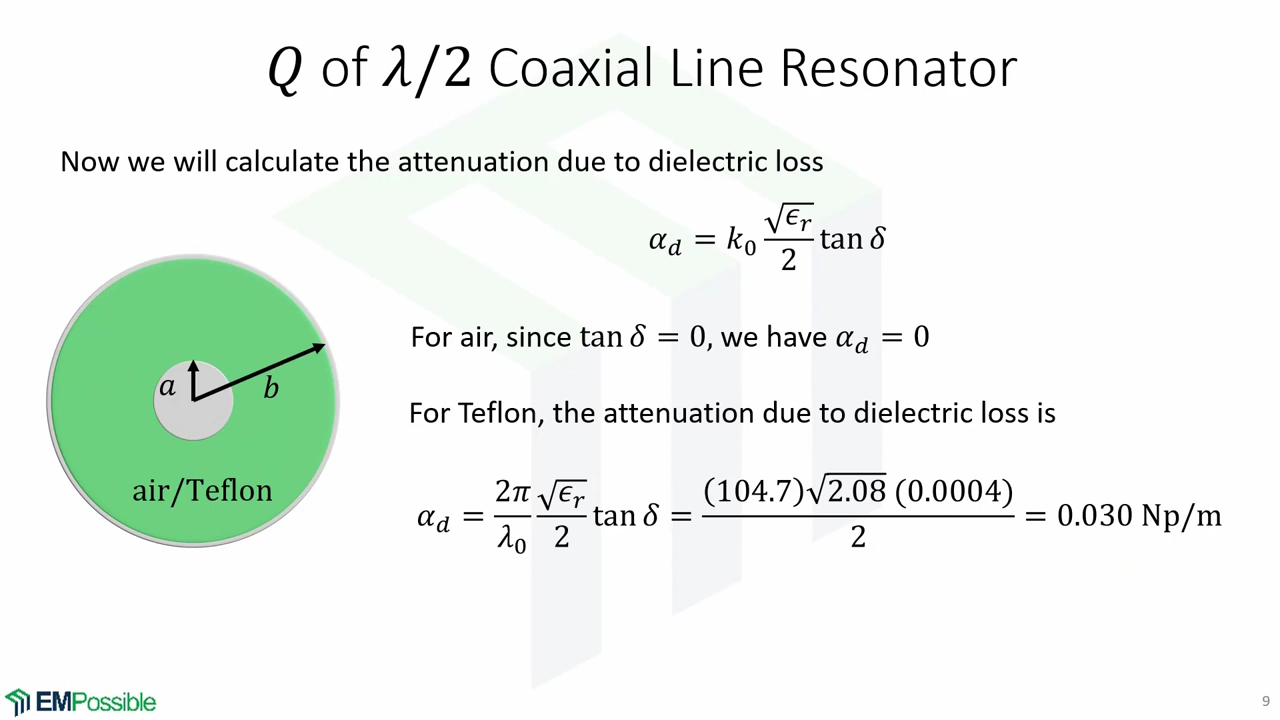 Q of λ/2 Coaxial Line Resonator
Now we will calculate the attenuation due to dielectric loss
α_d = k_0 √ϵ_r / 2 tan δ
For air, since tan δ = 0, we have α_d = 0
For Teflon, the attenuation due to dielectric loss is
a
b
air/Teflon
α_d = 2π/λ_0 √ϵ_r/2 tan δ = (104.7)√2.08 (0.0004) / 2 = 0.030 Np/m
EMPossible
9